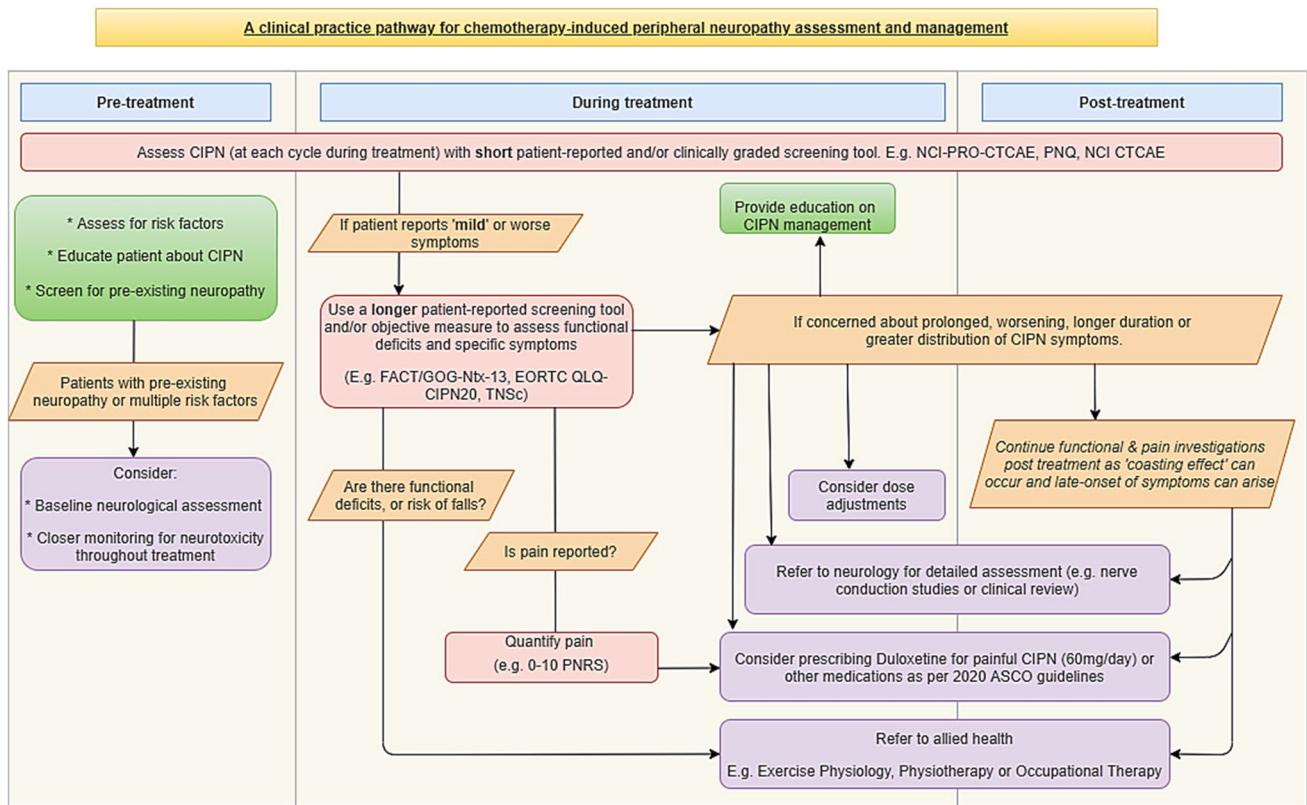 A clinical practice pathway for chemotherapy-induced peripheral neuropathy assessment and management
Pre-treatment
During treatment
Post-treatment
Assess CIPN (at each cycle during treatment) with short patient-reported and/or clinically graded screening tool. E.g. NCI-PRO-CTCAE, PNQ, NCI CTCAE
* Assess for risk factors
* Educate patient about CIPN
* Screen for pre-existing neuropathy
Patients with pre-existing
neuropathy or multiple risk factors
Consider:
* Baseline neurological assessment
* Closer monitoring for neurotoxicity
throughout treatment
If patient reports 'mild' or worse
symptoms
Use a longer patient-reported screening tool
and/or objective measure to assess functional
deficits and specific symptoms
(E.g. FACT/GOG-Ntx-13, EORTC QLQ-
CIPN20, TNSc)
Are there functional
deficits, or risk of falls?
Is pain reported?
Quantify pain
(e.g. 0-10 PNRS)
Provide education on
CIPN management
If concerned about prolonged, worsening, longer duration or
greater distribution of CIPN symptoms.
Continue functional & pain investigations
post treatment as 'coasting effect' can
occur and late-onset of symptoms can arise
Consider dose
adjustments
Refer to neurology for detailed assessment (e.g. nerve
conduction studies or clinical review)
Consider prescribing Duloxetine for painful CIPN (60mg/day) or
other medications as per 2020 ASCO guidelines
Refer to allied health
E.g. Exercise Physiology, Physiotherapy or Occupational Therapy